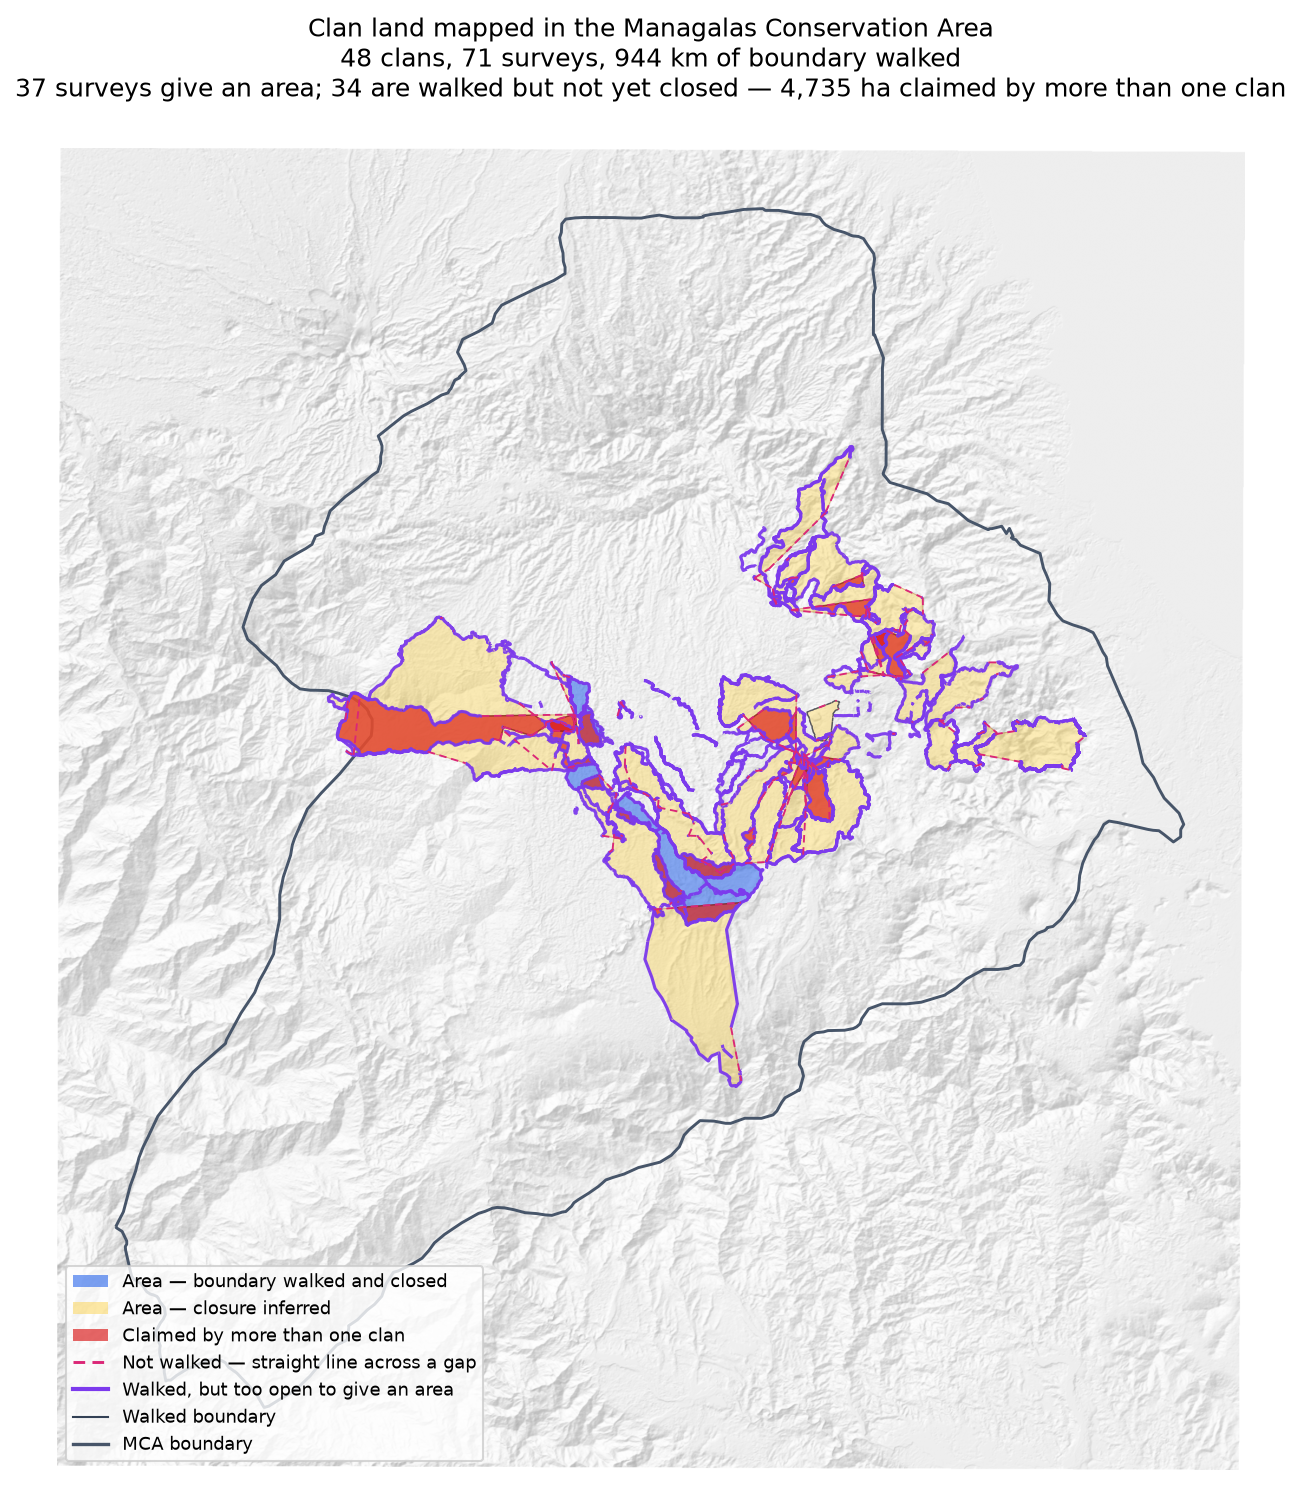 Clan land mapped in the Managalas Conservation Area
48 clans, 71 surveys, 944 km of boundary walked
37 surveys give an area; 34 are walked but not yet closed — 4,735 ha claimed by more than one clan
Area — boundary walked and closed
Area — closure inferred
Claimed by more than one clan
Not walked — straight line across a gap
Walked, but too open to give an area
Walked boundary
MCA boundary